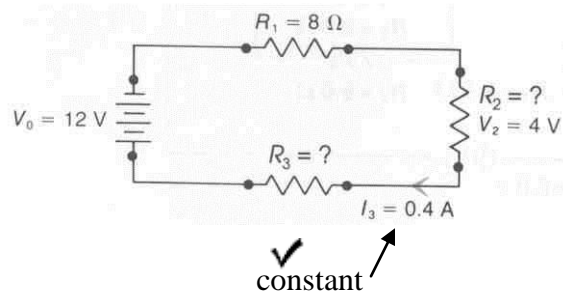 R₁ = 8 Ω
V₀ = 12 V
R₂ = ?
V₂ = 4 V
R₃ = ?
I₃ = 0.4 A
✓
constant